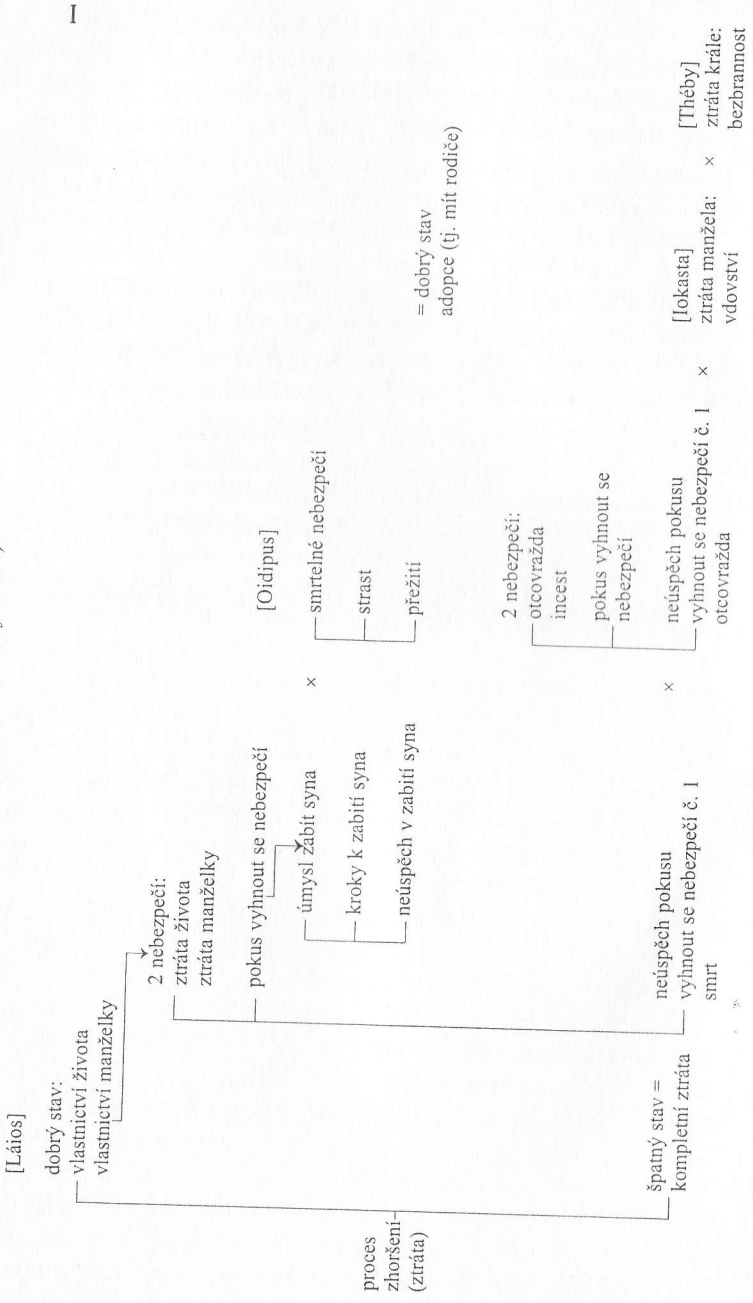 I
[Láios]
dobrý stav:
vlastnictví života
vlastnictví manželky
2 nebezpečí:
ztráta života
ztráta manželky
pokus vyhnout se nebezpečí
úmysl zabít syna
kroky k zabití syna
neúspěch v zabití syna
×
[Oidipus]
smrtelné nebezpečí
strast
přežití
= dobrý stav
adopce (tj. mít rodiče)
2 nebezpečí:
otcovražda
incest
pokus vyhnout se
nebezpečí
proces
zhoršení
(ztráta)
špatný stav =
kompletní ztráta
neúspěch pokusu
vyhnout se nebezpečí č. 1
smrt
×
neúspěch pokusu
vyhnout se nebezpečí č. 1
otcovražda
×
[Iokasta]
ztráta manžela:
vdovství
×
[Théby]
ztráta krále:
bezbrannost